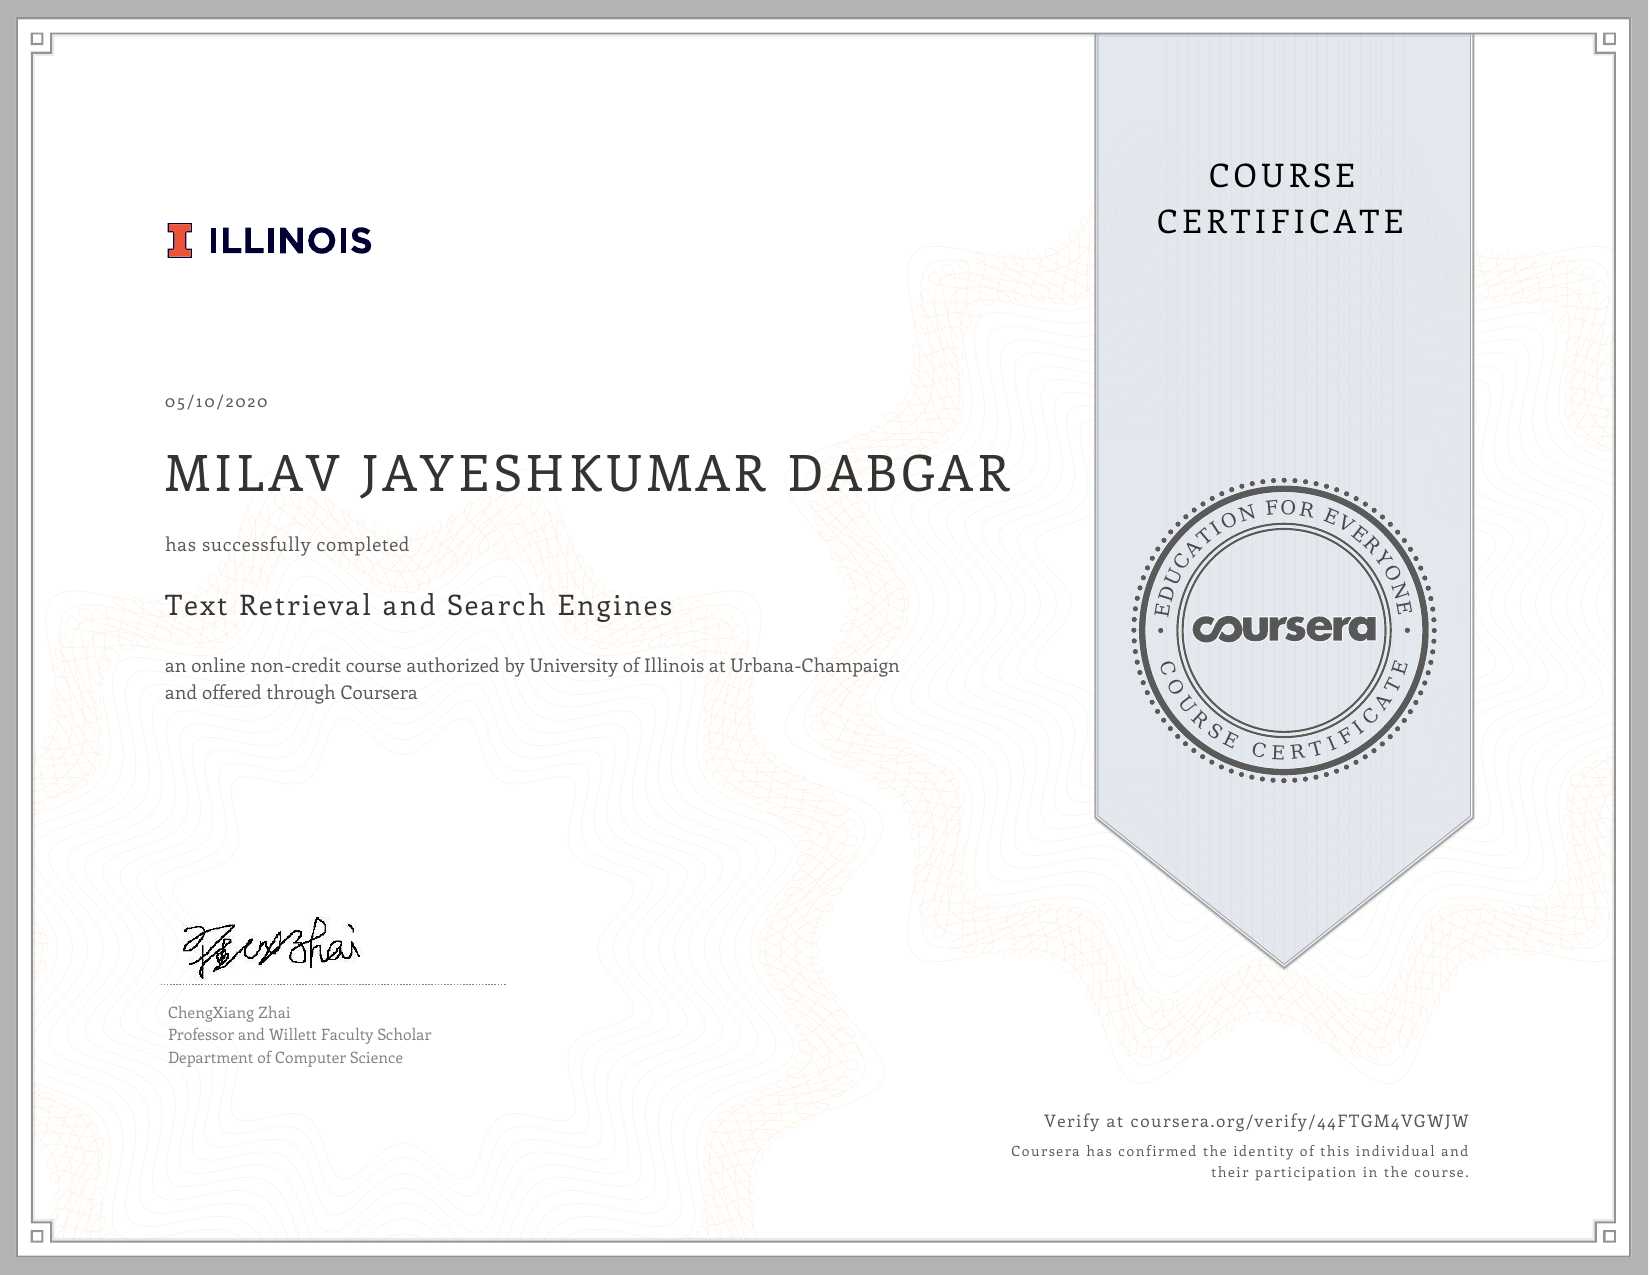 ILLINOIS
COURSE
CERTIFICATE
05/10/2020
MILAV JAYESHKUMAR DABGAR
has successfully completed
Text Retrieval and Search Engines
an online non-credit course authorized by University of Illinois at Urbana-Champaign
and offered through Coursera
EDUCATION FOR EVERYONE
coursera
COURSE CERTIFICATE
ChengXiang Zhai
Professor and Willett Faculty Scholar
Department of Computer Science
Verify at coursera.org/verify/44FTGM4VGWJW
Coursera has confirmed the identity of this individual and
their participation in the course.